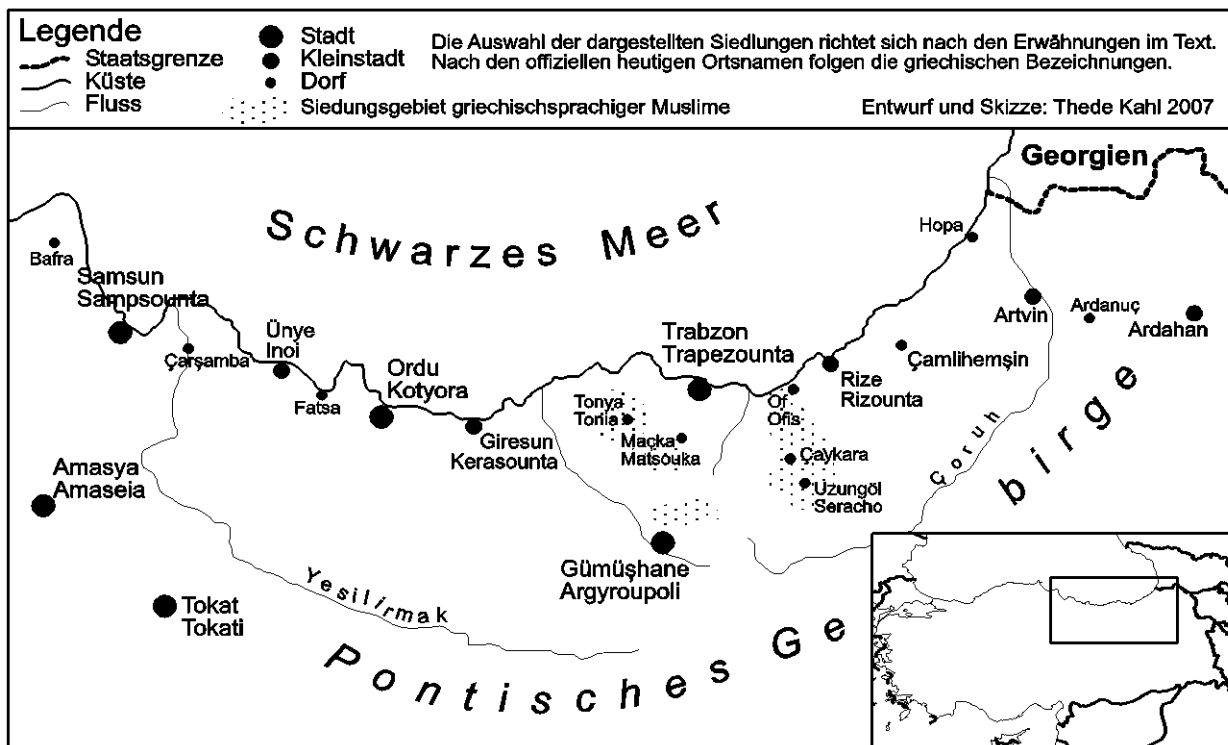 Legende
Staatsgrenze
Küste
Fluss
Stadt
Kleinstadt
Dorf
Siedungsgebiet griechischsprachiger Muslime
Die Auswahl der dargestellten Siedlungen richtet sich nach den Erwähnungen im Text.
Nach den offiziellen heutigen Ortsnamen folgen die griechischen Bezeichnungen.
Entwurf und Skizze: Thede Kahl 2007
Georgien
Schwarzes Meer
Hopa
Bafra
Samsun
Sampsounta
Çarşamba
Ünye
Inoi
Fatsa
Ordu
Kotyora
Giresun
Kerasounta
Tonya
Tonia
Maçka
Matsouka
Trabzon
Trapezounta
Of
Ofis
Çaykara
Uzungöl
Seracho
Rize
Rizounta
Çamlihemşin
Artvin
Ardanuç
Ardahan
Çoruh
Amasya
Amaseia
Tokat
Tokati
Yesilirmak
Gümüşhane
Argyroupoli
Pontisches Ge
birge